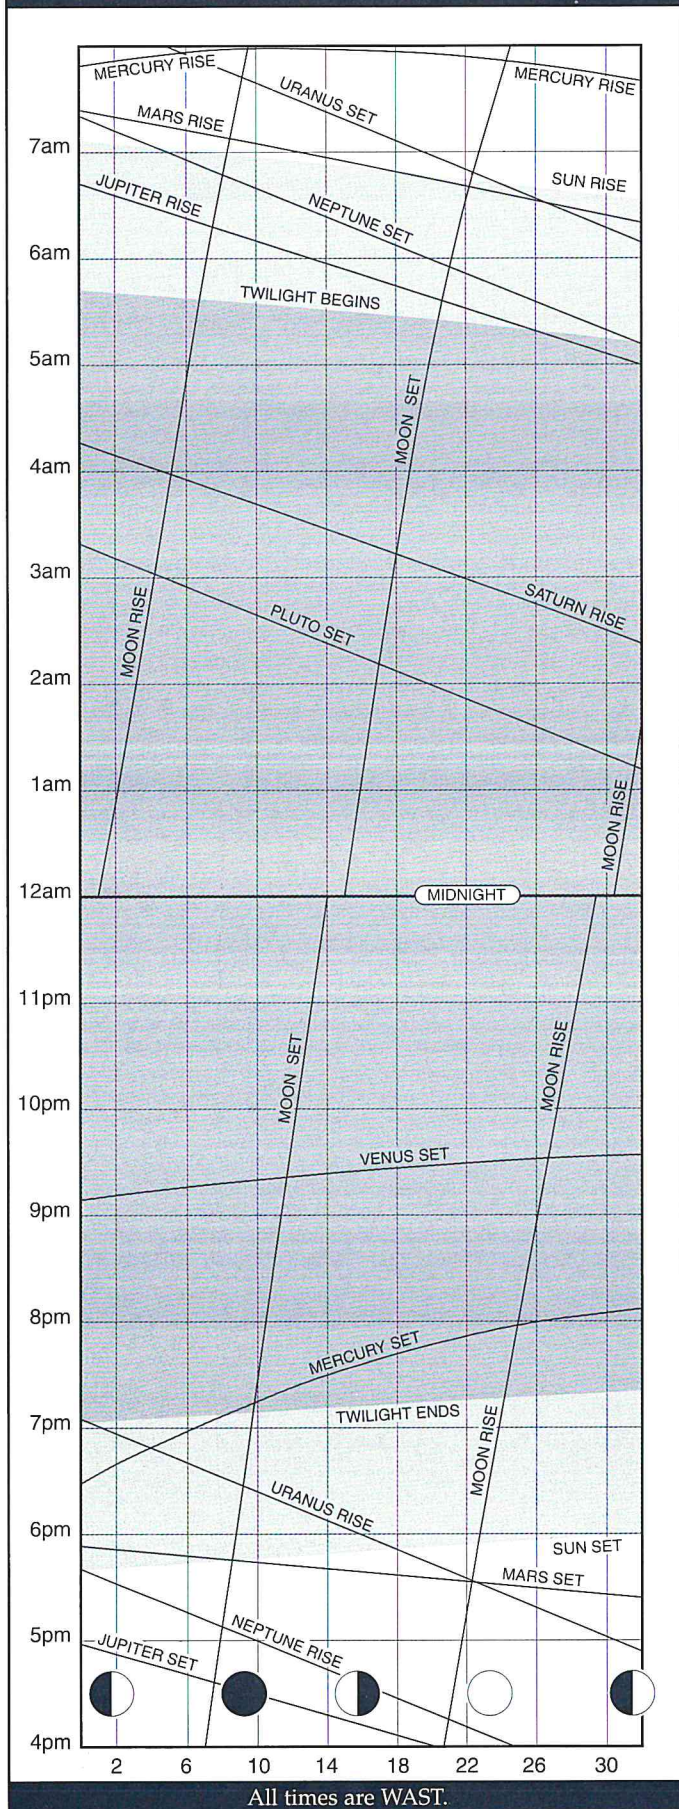 MERCURY RISE
MERCURY RISE
URANUS SET
MARS RISE
7am
SUN RISE
JUPITER RISE
NEPTUNE SET
6am
TWILIGHT BEGINS
5am
MOON SET
4am
3am
SATURN RISE
MOON RISE
PLUTO SET
2am
1am
MOON RISE
12am
MIDNIGHT
11pm
MOON SET
MOON RISE
10pm
VENUS SET
9pm
8pm
MERCURY SET
7pm
TWILIGHT ENDS
MOON RISE
URANUS RISE
6pm
SUN SET
MARS SET
5pm
NEPTUNE RISE
JUPITER SET
4pm
2 6 10 14 18 22 26 30
All times are WAST.